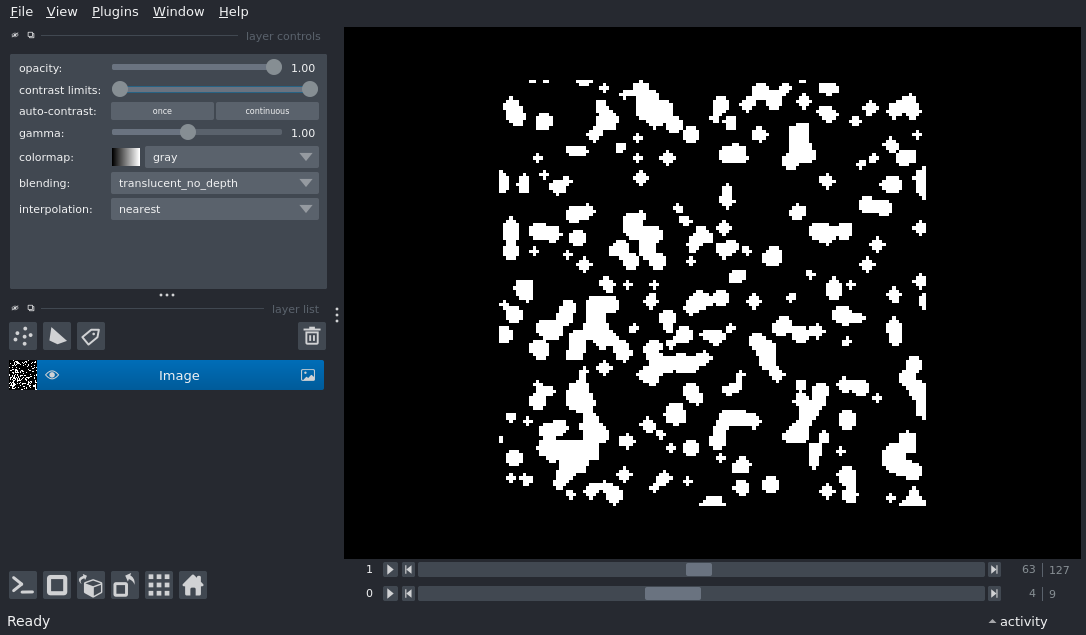 File View Plugins Window Help
layer controls
opacity: 1.00
contrast limits:
auto-contrast: once continuous
gamma: 1.00
colormap: gray
blending: translucent_no_depth
interpolation: nearest
layer list
Image
1 63 127
0 4 9
Ready activity